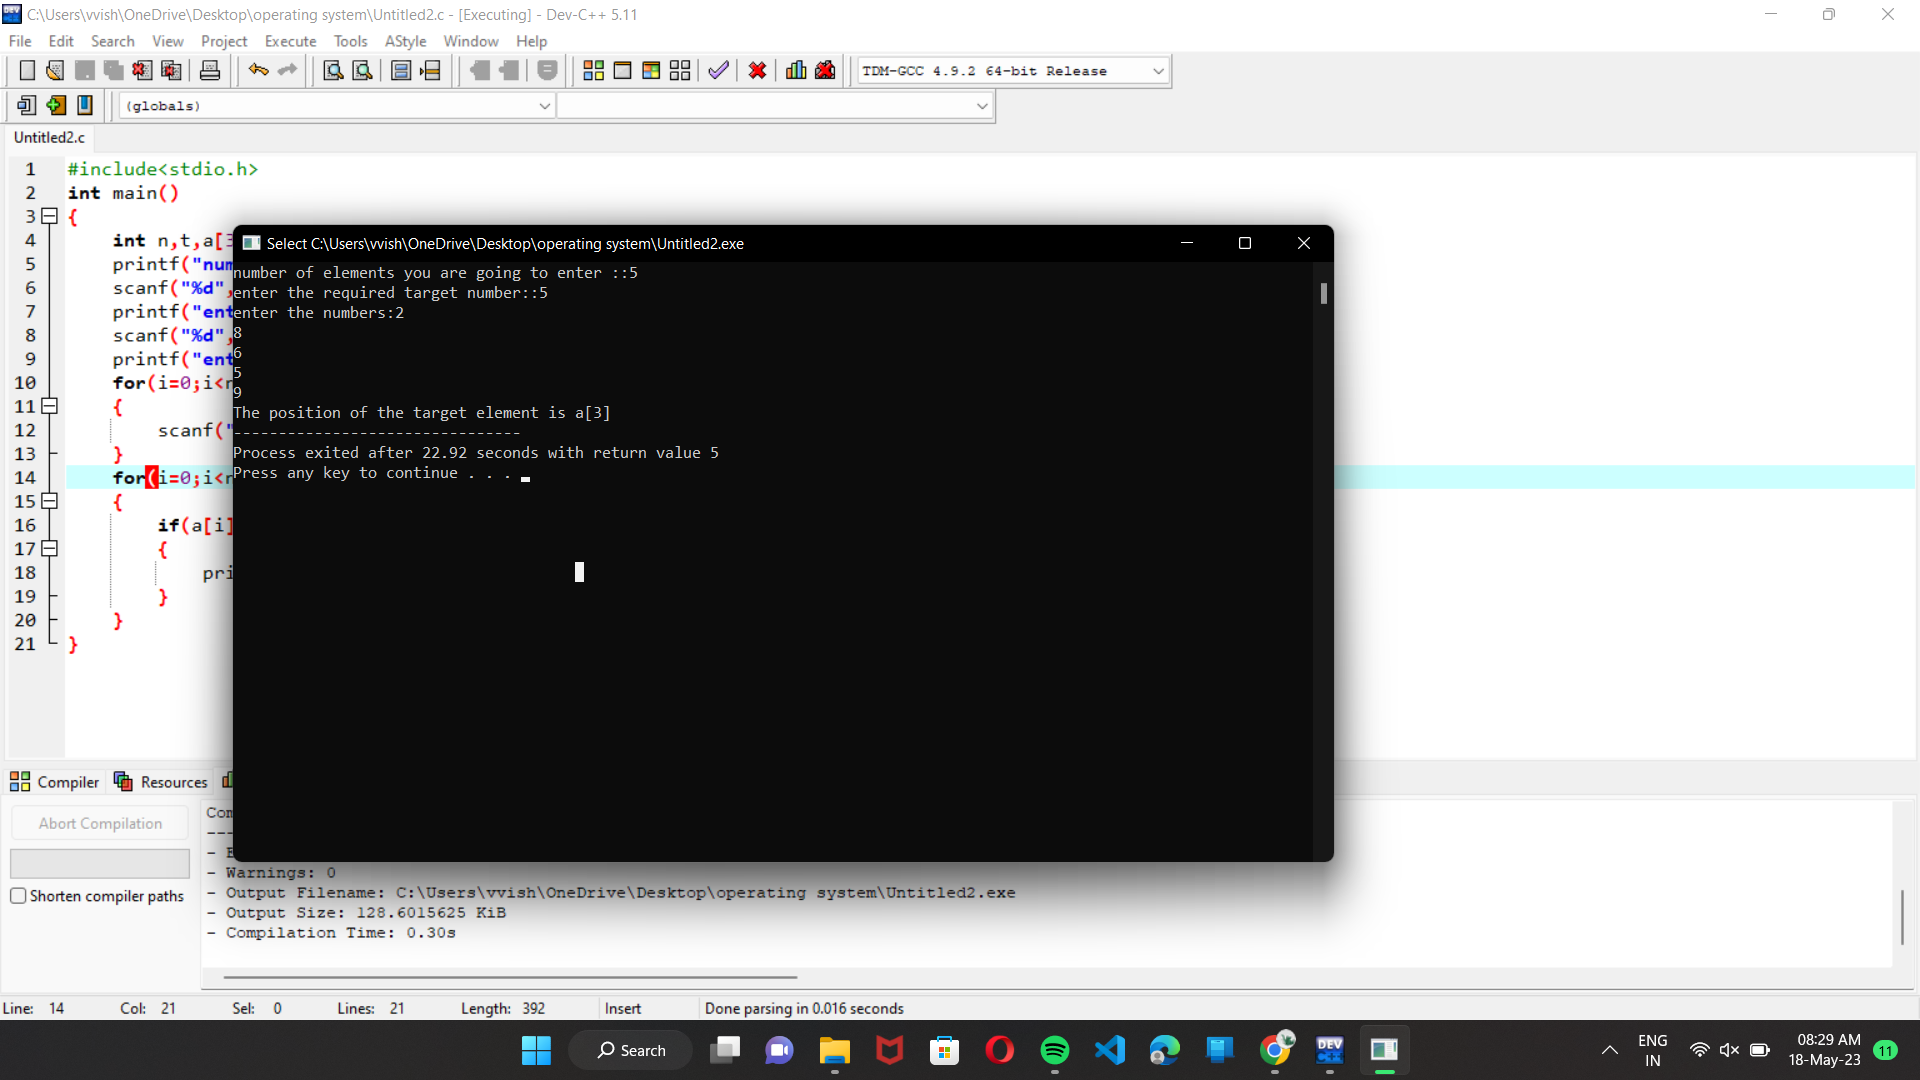 C:\Users\vvish\OneDrive\Desktop\operating system\Untitled2.c - [Executing] - Dev-C++ 5.11
File Edit Search View Project Execute Tools AStyle Window Help
TDM-GCC 4.9.2 64-bit Release
(globals)
Untitled2.c
1 #include<stdio.h>
2 int main()
3 {
4 int n,t,a[3
5 printf("num
6 scanf("%d",
7 printf("ent
8 scanf("%d",
9 printf("ent
10 for(i=0;i<n
11 {
12 scanf("
13 }
14 for(i=0;i<n
15 {
16 if(a[i]
17 {
18 pri
19 }
20 }
21 }
Select C:\Users\vvish\OneDrive\Desktop\operating system\Untitled2.exe
number of elements you are going to enter ::5
enter the required target number::5
enter the numbers:2
8
6
5
9
The position of the target element is a[3]
--------------------------------
Process exited after 22.92 seconds with return value 5
Press any key to continue . . .
Compiler Resources
Abort Compilation
Shorten compiler paths
Com
---
- E
- Warnings: 0
- Output Filename: C:\Users\vvish\OneDrive\Desktop\operating system\Untitled2.exe
- Output Size: 128.6015625 KiB
- Compilation Time: 0.30s
Line: 14 Col: 21 Sel: 0 Lines: 21 Length: 392 Insert Done parsing in 0.016 seconds
Search
DEV C++
ENG
IN
08:29 AM
18-May-23
11